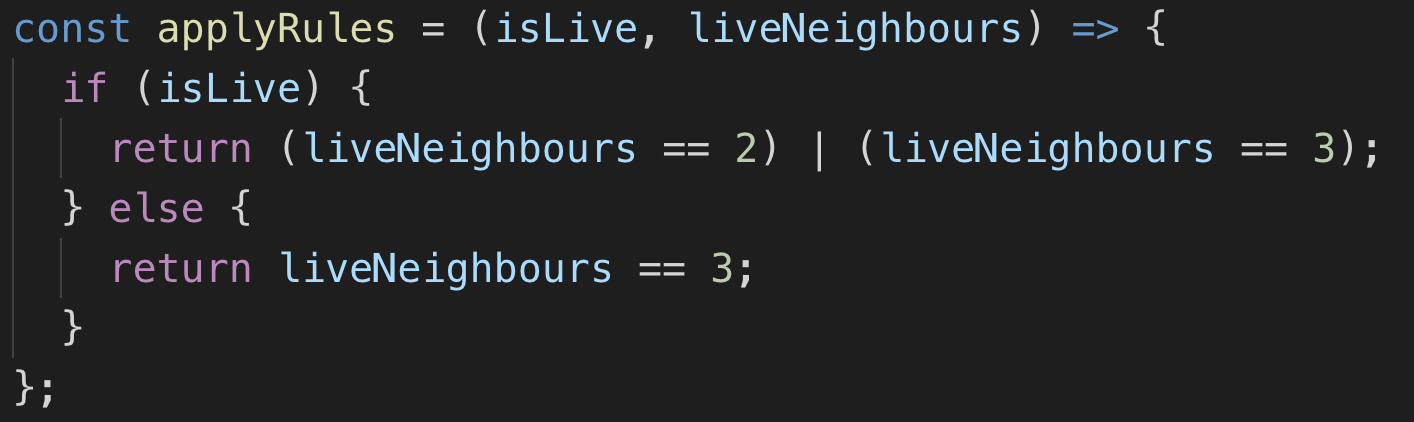 const applyRules = (isLive, liveNeighbours) => {
  if (isLive) {
    return (liveNeighbours == 2) | (liveNeighbours == 3);
  } else {
    return liveNeighbours == 3;
  }
};